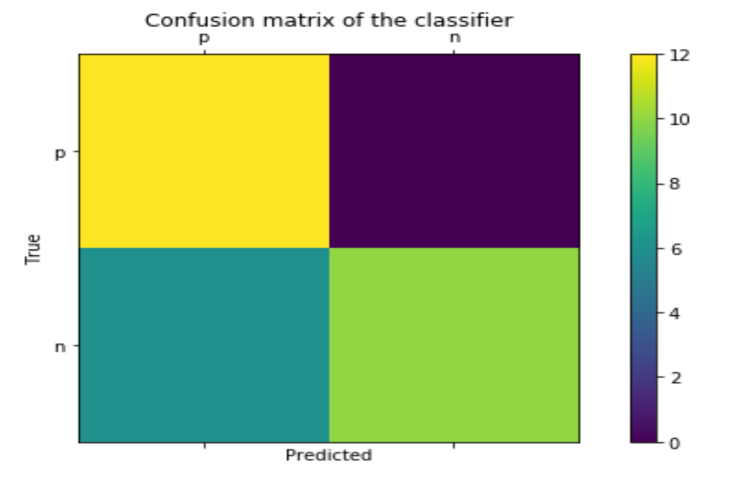 Confusion matrix of the classifier
p n
12
10
p
8
True
6
n
4
2
0
Predicted